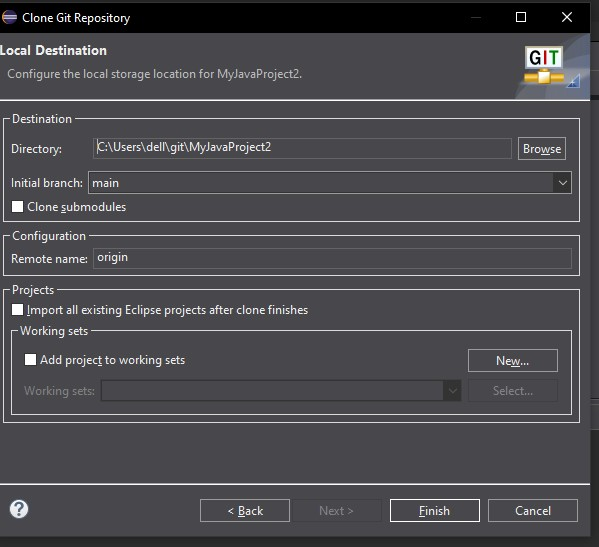 Clone Git Repository
Local Destination
Configure the local storage location for MyJavaProject2.
GIT
Destination
Directory: C:\Users\dell\git\MyJavaProject2 Browse
Initial branch: main
Clone submodules
Configuration
Remote name: origin
Projects
Import all existing Eclipse projects after clone finishes
Working sets
Add project to working sets New...
Working sets: Select...
? < Back Next > Finish Cancel